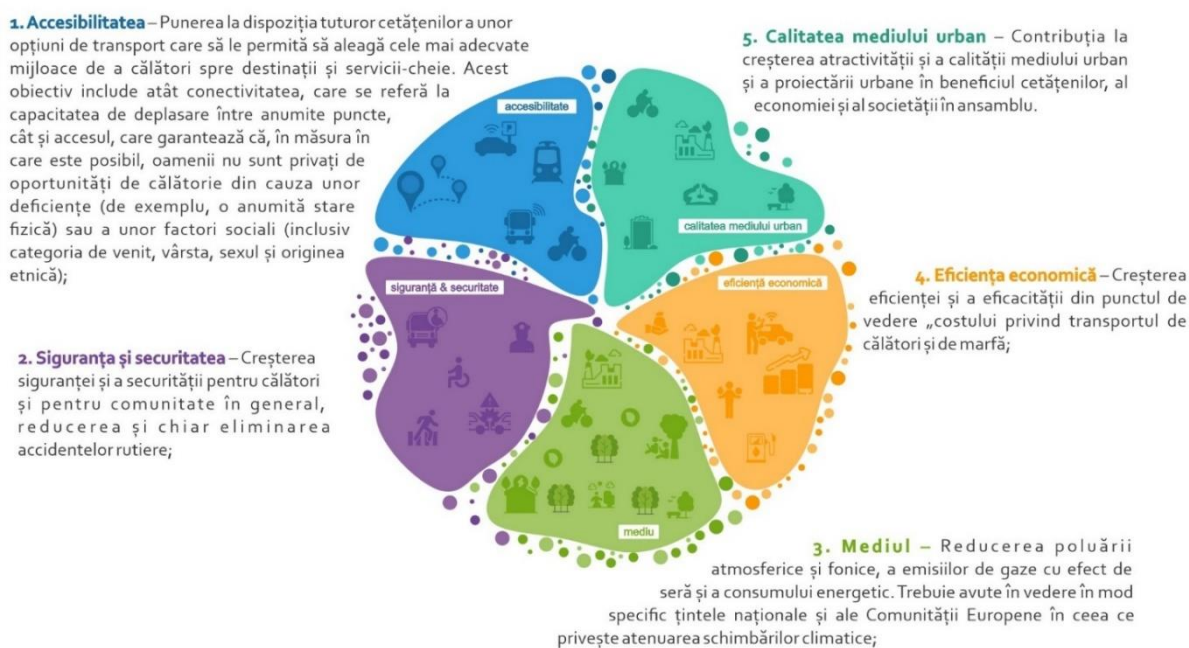 1. Accesibilitatea – Punerea la dispoziția tuturor cetățenilor a unor
opțiuni de transport care să le permită să aleagă cele mai adecvate
mijloace de a călători spre destinații și servicii-cheie. Acest
obiectiv include atât conectivitatea, care se referă la
capacitatea de deplasare între anumite puncte,
cât și accesul, care garantează că, în măsura în
care este posibil, oamenii nu sunt privați de
oportunități de călătorie din cauza unor
deficiențe (de exemplu, o anumită stare
fizică) sau a unor factori sociali (inclusiv
categoria de venit, vârsta, sexul și originea
etnică);
2. Siguranța și securitatea – Creșterea
siguranței și a securității pentru călători
și pentru comunitate în general,
reducerea și chiar eliminarea
accidentelor rutiere;
accesibilitate
calitatea mediului urban
siguranță & securitate
eficiență economică
mediu
5. Calitatea mediului urban – Contribuția la
creșterea atractivității și a calității mediului urban
și a proiectării urbane în beneficiul cetățenilor, al
economiei și al societății în ansamblu.
4. Eficiența economică – Creșterea
eficienței și a eficacității din punctul de
vedere „costului privind transportul de
călători și de marfă;
3. Mediul – Reducerea poluării
atmosferice și fonice, a emisiilor de gaze cu efect de
seră și a consumului energetic. Trebuie avute în vedere în mod
specific țintele naționale și ale Comunității Europene în ceea ce
privește atenuarea schimbărilor climatice;